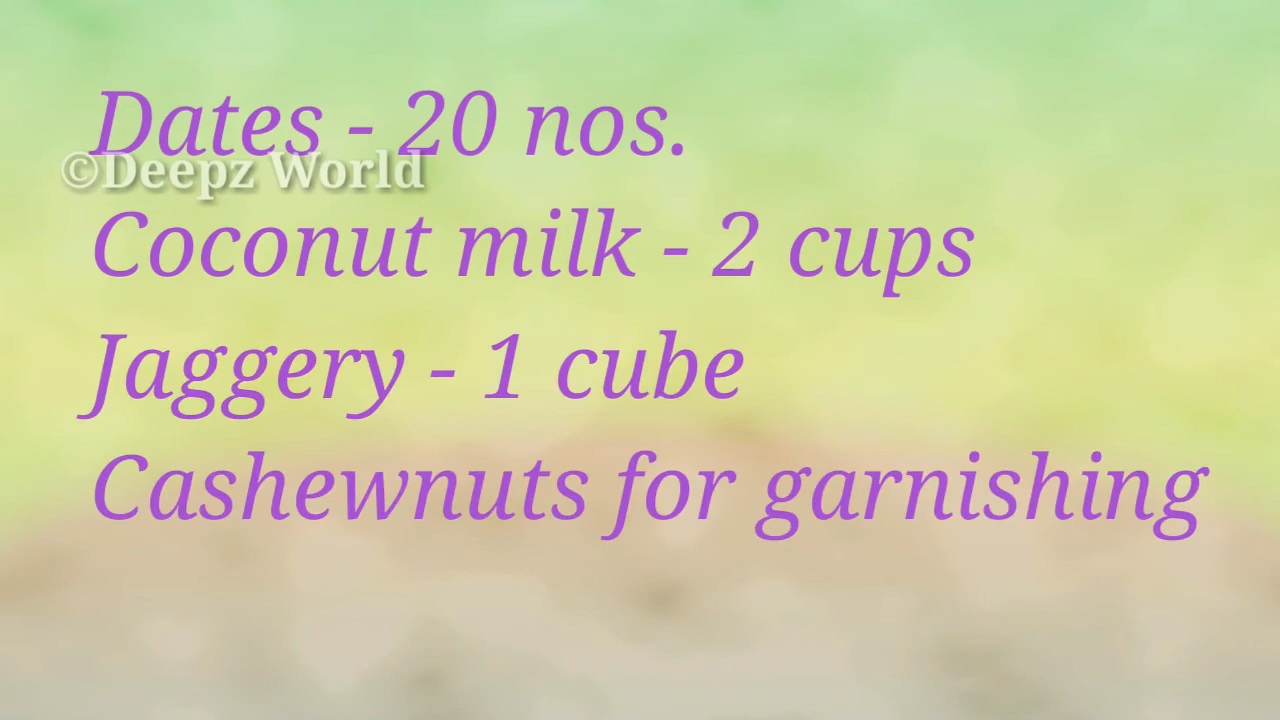 Dates - 20 nos.
©Deepz World
Coconut milk - 2 cups
Jaggery - 1 cube
Cashewnuts for garnishing